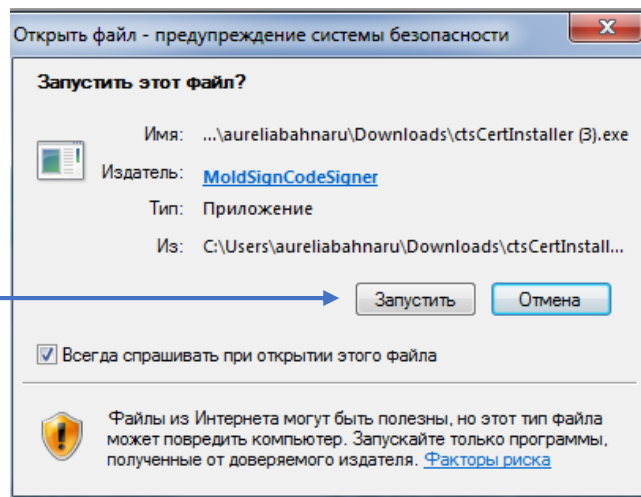 Открыть файл - предупреждение системы безопасности
Запустить этот файл?
Имя: ...\aureliabahnaru\Downloads\ctsCertInstaller (3).exe
Издатель: MoldSignCodeSigner
Тип: Приложение
Из: C:\Users\aureliabahnaru\Downloads\ctsCertInstall...
Запустить Отмена
Всегда спрашивать при открытии этого файла
Файлы из Интернета могут быть полезны, но этот тип файла
может повредить компьютер. Запускайте только программы,
полученные от доверяемого издателя. Факторы риска